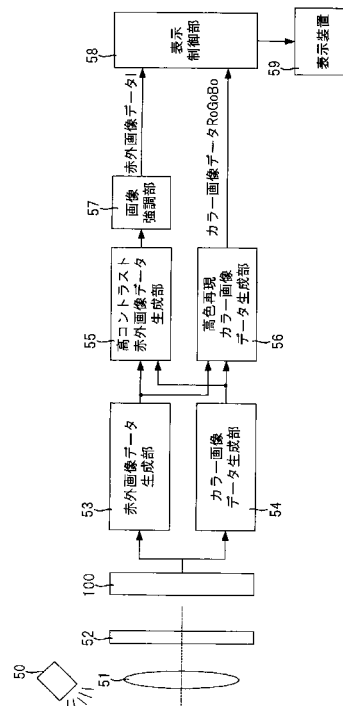 50
51
52
100
53
赤外画像データ
生成部
54
カラー画像
データ生成部
55
高コントラスト
赤外画像データ
生成部
56
高色再現
カラー画像
データ生成部
57
画像
強調部
赤外画像データI
カラー画像データRoGoBo
58
表示
制御部
59
表示装置